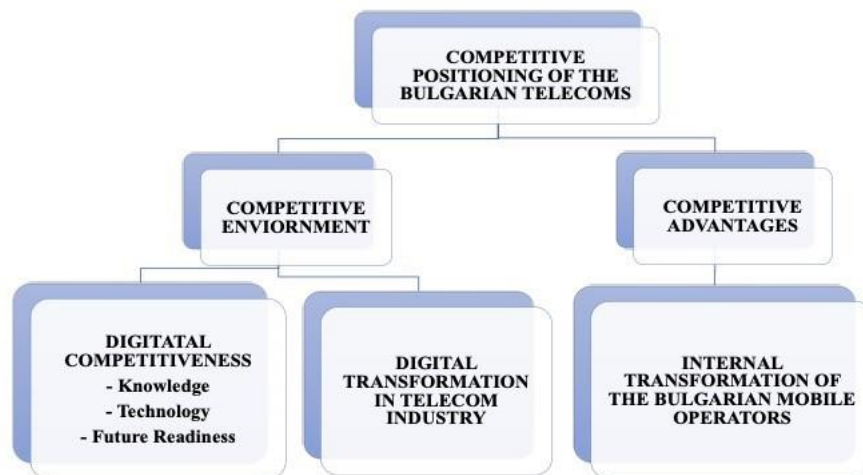 COMPETITIVE
POSITIONING OF THE
BULGARIAN TELECOMS
COMPETITIVE
ENVIORNMENT
COMPETITIVE
ADVANTAGES
DIGITATAL
COMPETITIVENESS
- Knowledge
- Technology
- Future Readiness
DIGITAL
TRANSFORMATION
IN TELECOM
INDUSTRY
INTERNAL
TRANSFORMATION OF
THE BULGARIAN MOBILE
OPERATORS